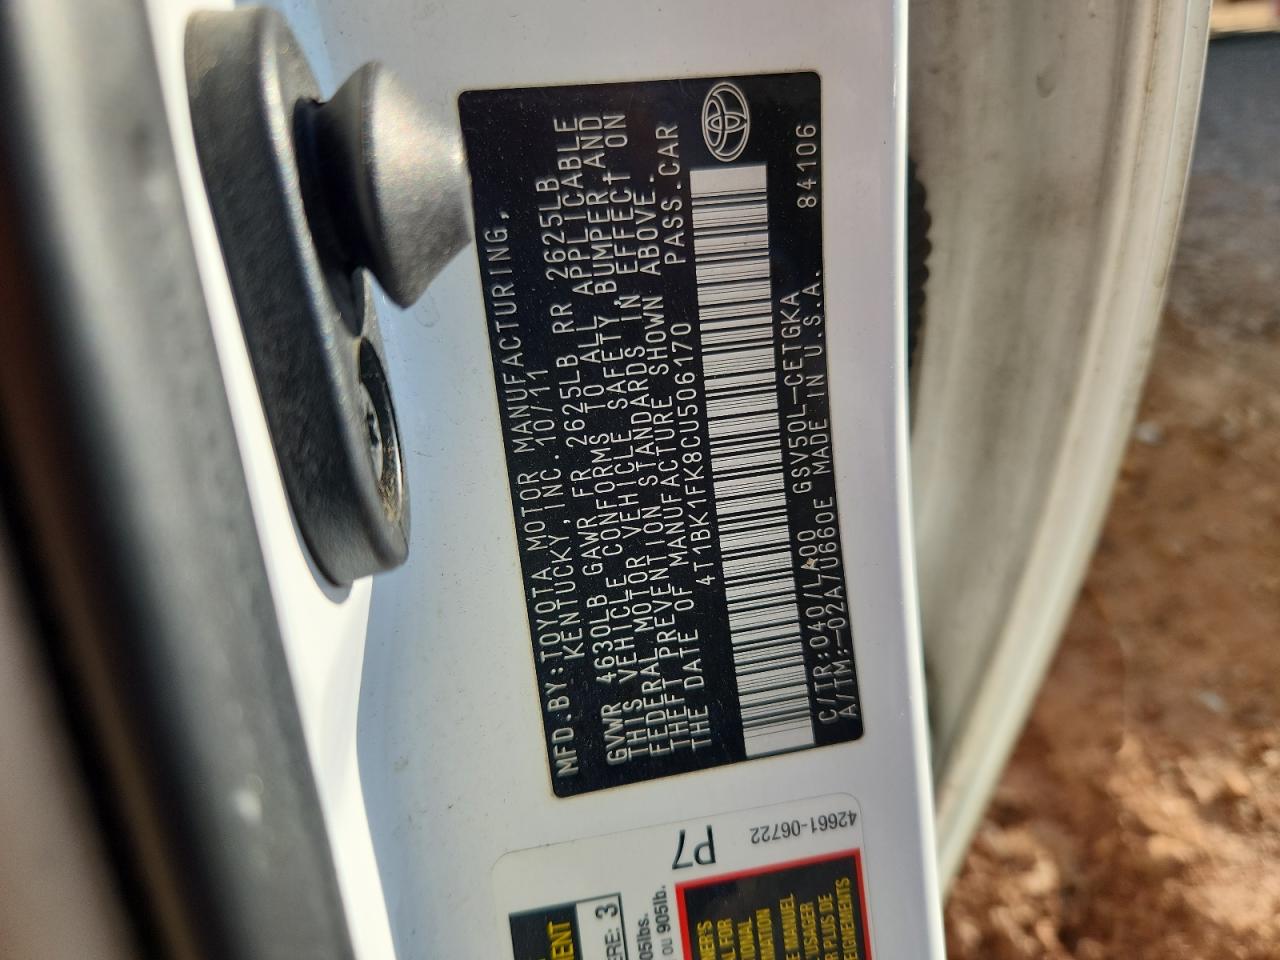 MFD.BY:TOYOTA MOTOR MANUFACTURING,
KENTUCKY, INC. 10/11
GVWR 4630LB GAWR FR 2625LB RR 2625LB
THIS VEHICLE CONFORMS TO ALL APPLICABLE
FEDERAL MOTOR VEHICLE SAFETY, BUMPER AND
THEFT PREVENTION STANDARDS IN EFFECT ON
THE DATE OF MANUFACTURE SHOWN ABOVE.
4T1BK1FK8CU506170 PASS.CAR
C/TR:040/LA00 GSV50L-CETGKA
A/TM:-02A/U660E MADE IN U.S.A. 84106
P7
42661-06722
3
905lb.